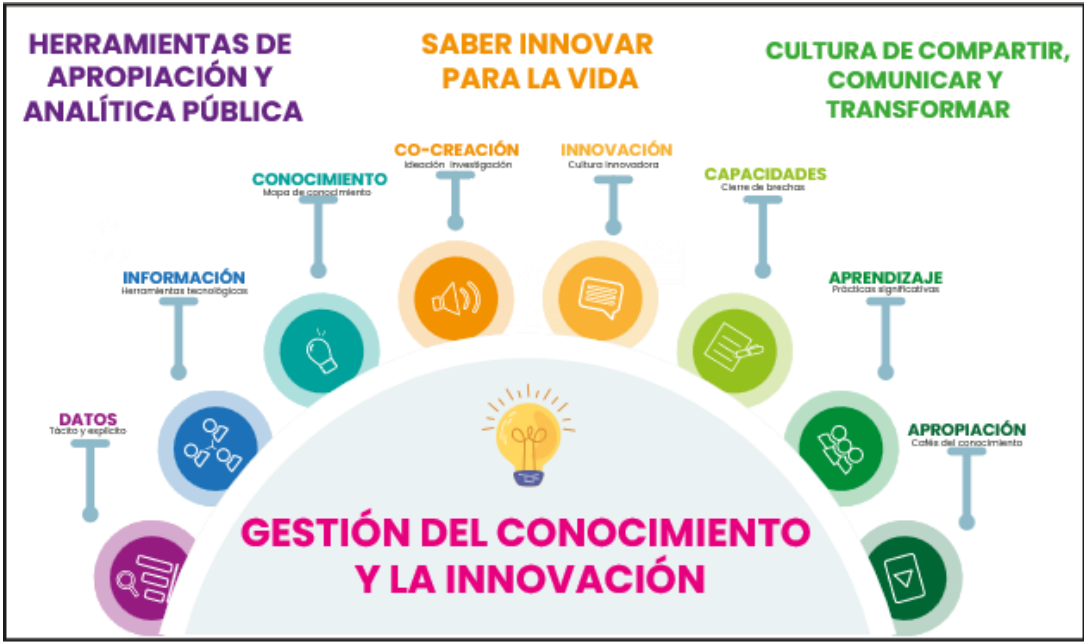 HERRAMIENTAS DE
APROPIACIÓN Y
ANALÍTICA PÚBLICA
SABER INNOVAR
PARA LA VIDA
CULTURA DE COMPARTIR,
COMUNICAR Y
TRANSFORMAR
DATOS
Tácito y explícito
INFORMACIÓN
Herramientas tecnológicas
CONOCIMIENTO
Mapa de conocimiento
CO-CREACIÓN
Ideación Investigación
INNOVACIÓN
Cultura Innovadora
CAPACIDADES
Cierre de brechas
APRENDIZAJE
Prácticas significativas
APROPIACIÓN
Cafés del conocimiento
GESTIÓN DEL CONOCIMIENTO
Y LA INNOVACIÓN